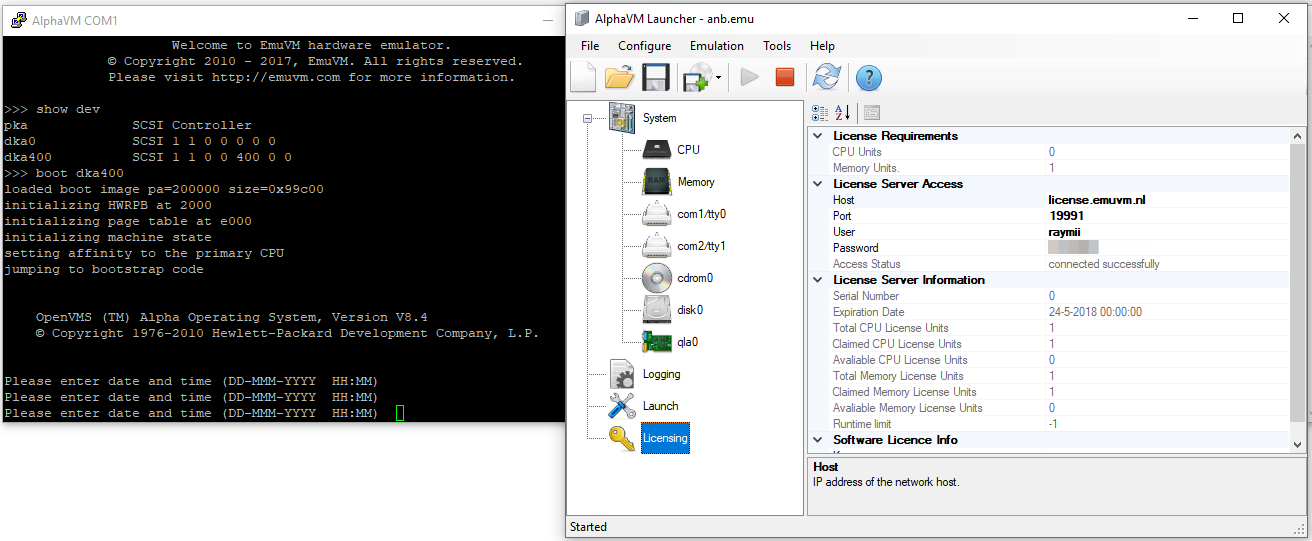 AlphaVM COM1
Welcome to EmuVM hardware emulator.
© Copyright 2010 - 2017, EmuVM. All rights reserved.
Please visit http://emuvm.com for more information.
>>> show dev
pka SCSI Controller
dka0 SCSI 1 1 0 0 0 0 0
dka400 SCSI 1 1 0 0 400 0 0
>>> boot dka400
loaded boot image pa=200000 size=0x99c00
initializing HWRPB at 2000
initializing page table at e000
initializing machine state
setting affinity to the primary CPU
jumping to bootstrap code
OpenVMS (TM) Alpha Operating System, Version V8.4
© Copyright 1976-2010 Hewlett-Packard Development Company, L.P.
Please enter date and time (DD-MMM-YYYY HH:MM)
Please enter date and time (DD-MMM-YYYY HH:MM)
Please enter date and time (DD-MMM-YYYY HH:MM)
AlphaVM Launcher - anb.emu
File Configure Emulation Tools Help
System
CPU
Memory
com1/tty0
com2/tty1
cdrom0
disk0
qla0
Logging
Launch
Licensing
License Requirements
CPU Units 0
Memory Units. 1
License Server Access
Host license.emuvm.nl
Port 19991
User raymii
Password
Access Status connected successfully
License Server Information
Serial Number 0
Expiration Date 24-5-2018 00:00:00
Total CPU License Units 1
Claimed CPU License Units 1
Avaliable CPU License Units 0
Total Memory License Units 1
Claimed Memory License Units 1
Avaliable Memory License Units 0
Runtime limit -1
Software Licence Info
Host
IP address of the network host.
Started